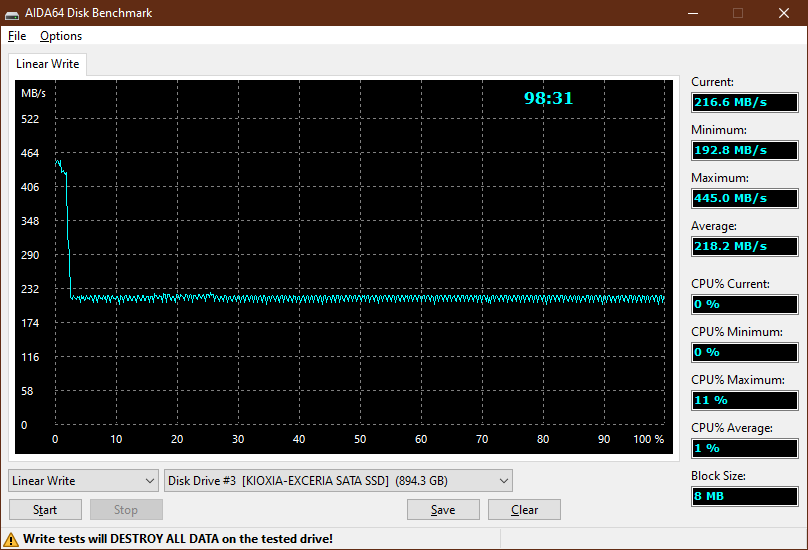 AIDA64 Disk Benchmark
File Options
Linear Write
MB/s
98:31
522
464
406
348
290
232
174
116
58
0
0 10 20 30 40 50 60 70 80 90 100 %
Current:
216.6 MB/s
Minimum:
192.8 MB/s
Maximum:
445.0 MB/s
Average:
218.2 MB/s
CPU% Current:
0 %
CPU% Minimum:
0 %
CPU% Maximum:
11 %
CPU% Average:
1 %
Block Size:
8 MB
Linear Write Disk Drive #3 [KIOXIA-EXCERIA SATA SSD] (894.3 GB)
Start Stop Save Clear
Write tests will DESTROY ALL DATA on the tested drive!